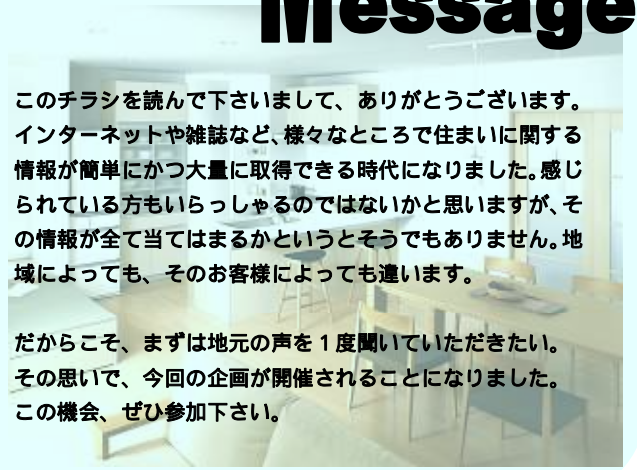 Message
このチラシを読んで下さいまして、ありがとうございます。
インターネットや雑誌など、様々なところで住まいに関する
情報が簡単にかつ大量に取得できる時代になりました。感じ
られている方もいらっしゃるのではないかと思いますが、そ
の情報が全て当てはまるかというとそうでもありません。地
域によっても、そのお客様によっても違います。
だからこそ、まずは地元の声を１度聞いていただきたい。
その思いで、今回の企画が開催されることになりました。
この機会、ぜひ参加下さい。